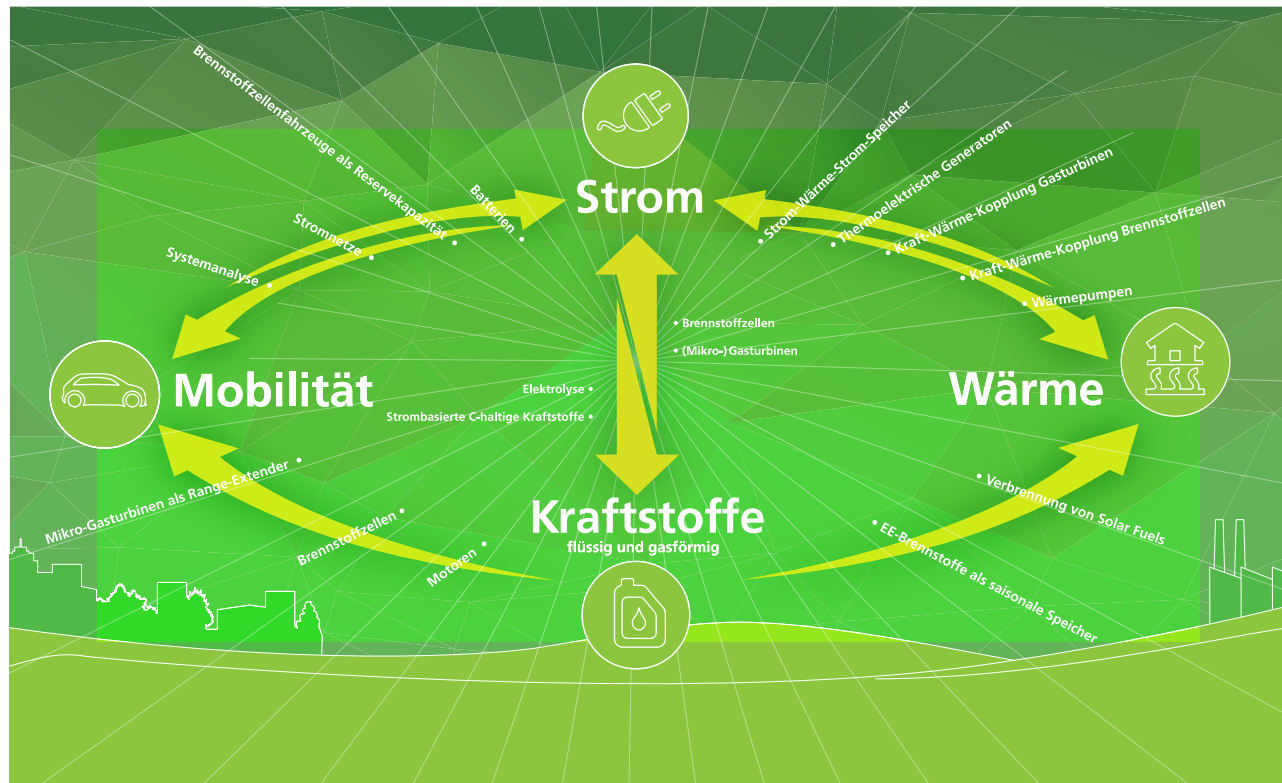 Brennstoffzellenfahrzeuge als Reservekapazität •
Batterien •
Stromnetze •
Systemanalyse •
Strom
• Strom-Wärme-Strom-Speicher
• Thermoelektrische Generatoren
• Kraft-Wärme-Kopplung Gasturbinen
• Kraft-Wärme-Kopplung Brennstoffzellen
• Wärmepumpen
• Brennstoffzellen
• (Mikro-)Gasturbinen
Mobilität
Elektrolyse •
Strombasierte C-haltige Kraftstoffe •
Wärme
Mikro-Gasturbinen als Range-Extender •
Brennstoffzellen •
Motoren •
Kraftstoffe
flüssig und gasförmig
• Verbrennung von Solar Fuels
• EE-Brennstoffe als saisonale Speicher